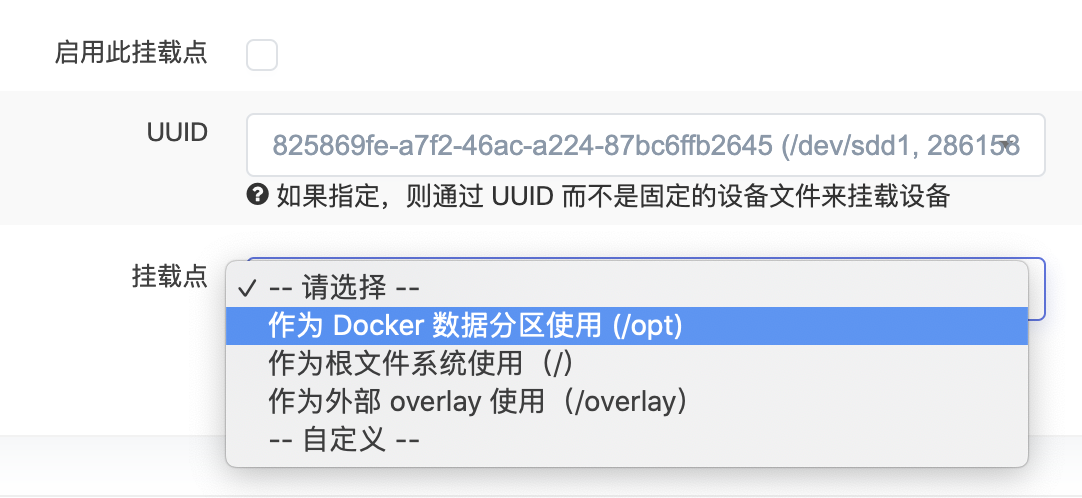 启用此挂载点
UUID
825869fe-a7f2-46ac-a224-87bc6ffb2645 (/dev/sdd1, 286158
如果指定，则通过 UUID 而不是固定的设备文件来挂载设备
挂载点
-- 请选择 --
作为 Docker 数据分区使用 (/opt)
作为根文件系统使用（/）
作为外部 overlay 使用（/overlay）
-- 自定义 --